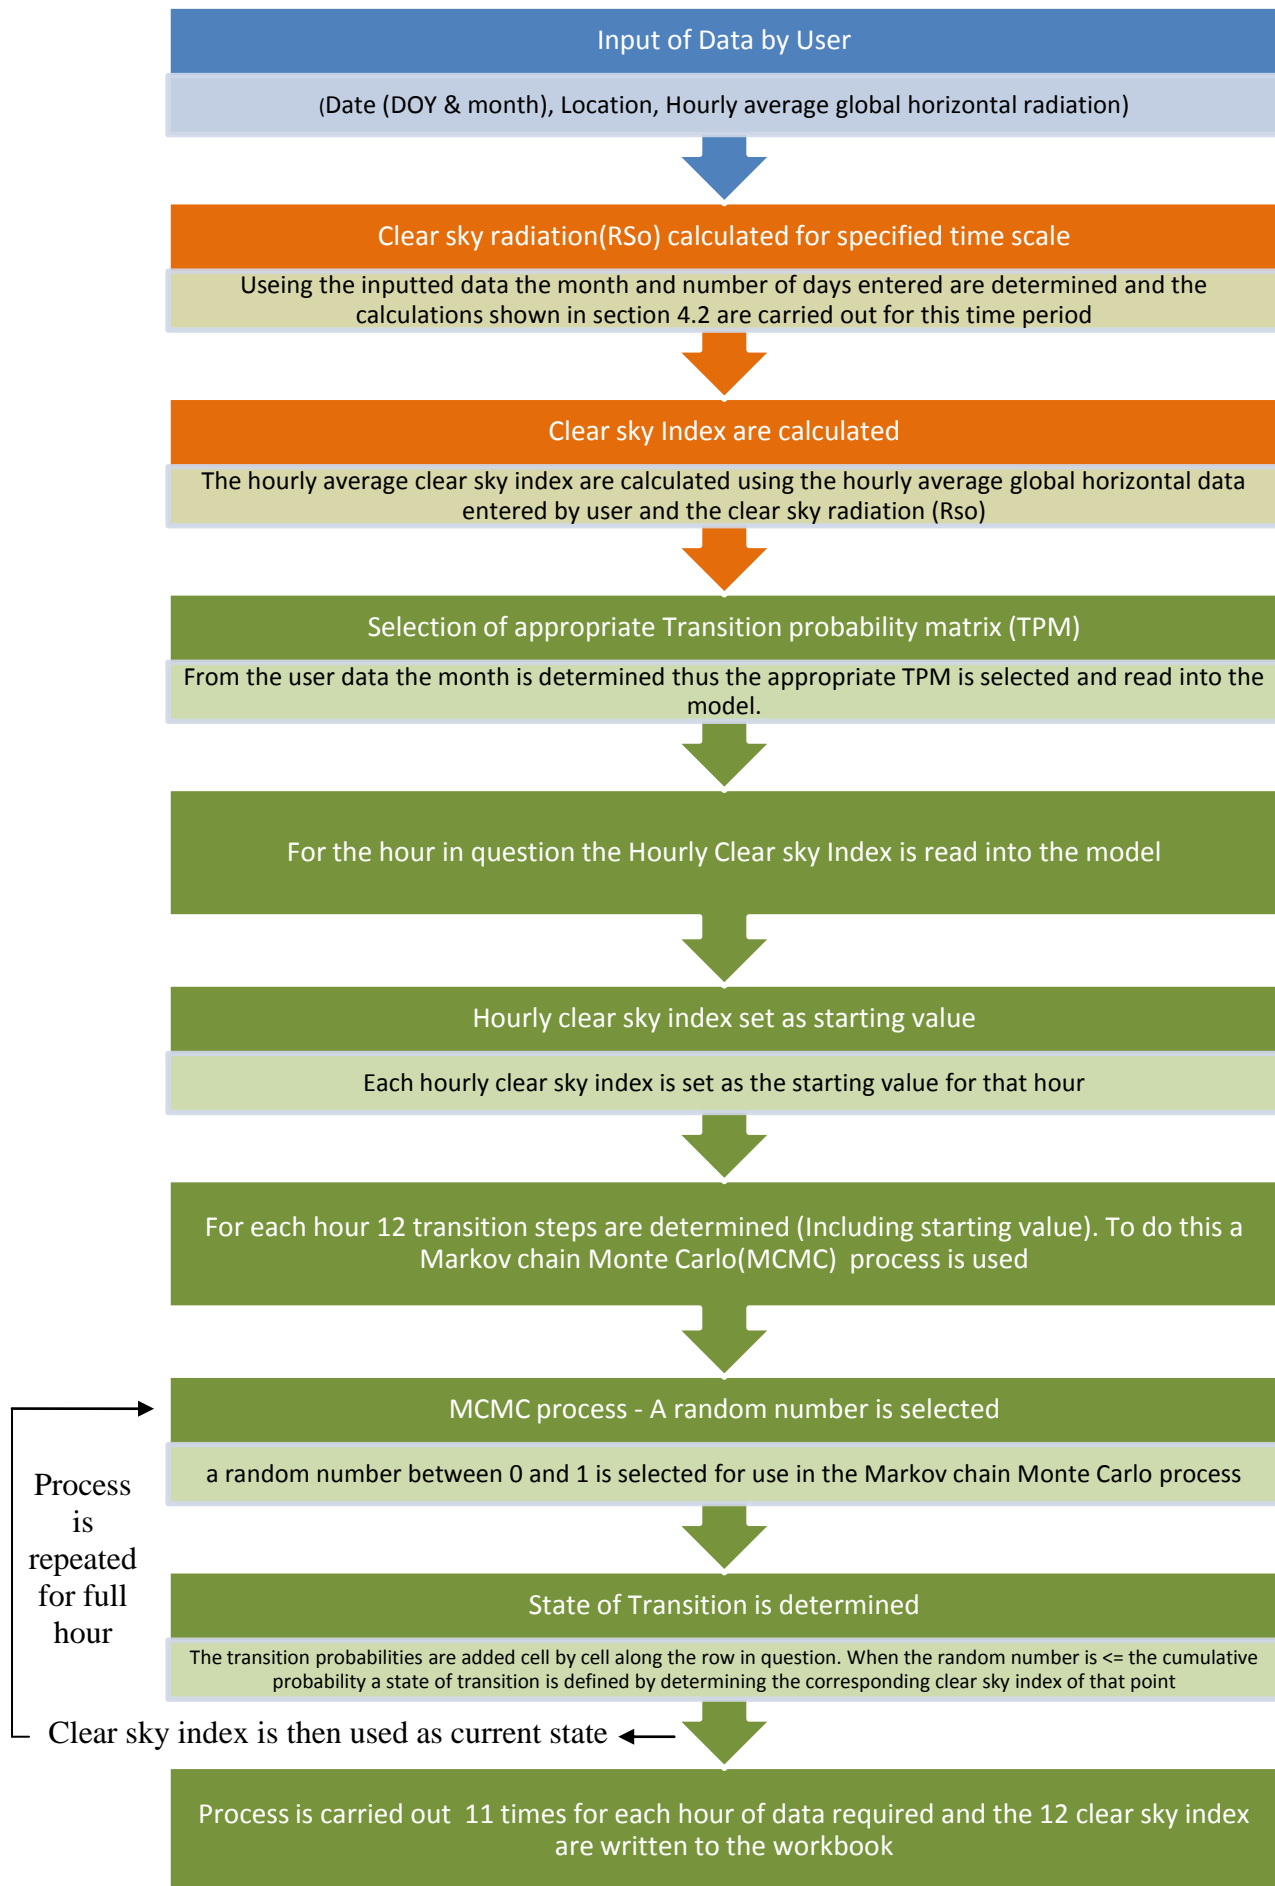 Input of Data by User
(Date (DOY & month), Location, Hourly average global horizontal radiation)
Clear sky radiation(RSo) calculated for specified time scale
Useing the inputted data the month and number of days entered are determined and the
calculations shown in section 4.2 are carried out for this time period
Clear sky Index are calculated
The hourly average clear sky index are calculated using the hourly average global horizontal data
entered by user and the clear sky radiation (Rso)
Selection of appropriate Transition probability matrix (TPM)
From the user data the month is determined thus the appropriate TPM is selected and read into the
model.
For the hour in question the Hourly Clear sky Index is read into the model
Hourly clear sky index set as starting value
Each hourly clear sky index is set as the starting value for that hour
For each hour 12 transition steps are determined (Including starting value). To do this a
Markov chain Monte Carlo(MCMC) process is used
MCMC process - A random number is selected
a random number between 0 and 1 is selected for use in the Markov chain Monte Carlo process
Process
is
repeated
for full
hour
State of Transition is determined
The transition probabilities are added cell by cell along the row in question. When the random number is <= the cumulative
probability a state of transition is defined by determining the corresponding clear sky index of that point
Clear sky index is then used as current state
Process is carried out 11 times for each hour of data required and the 12 clear sky index
are written to the workbook